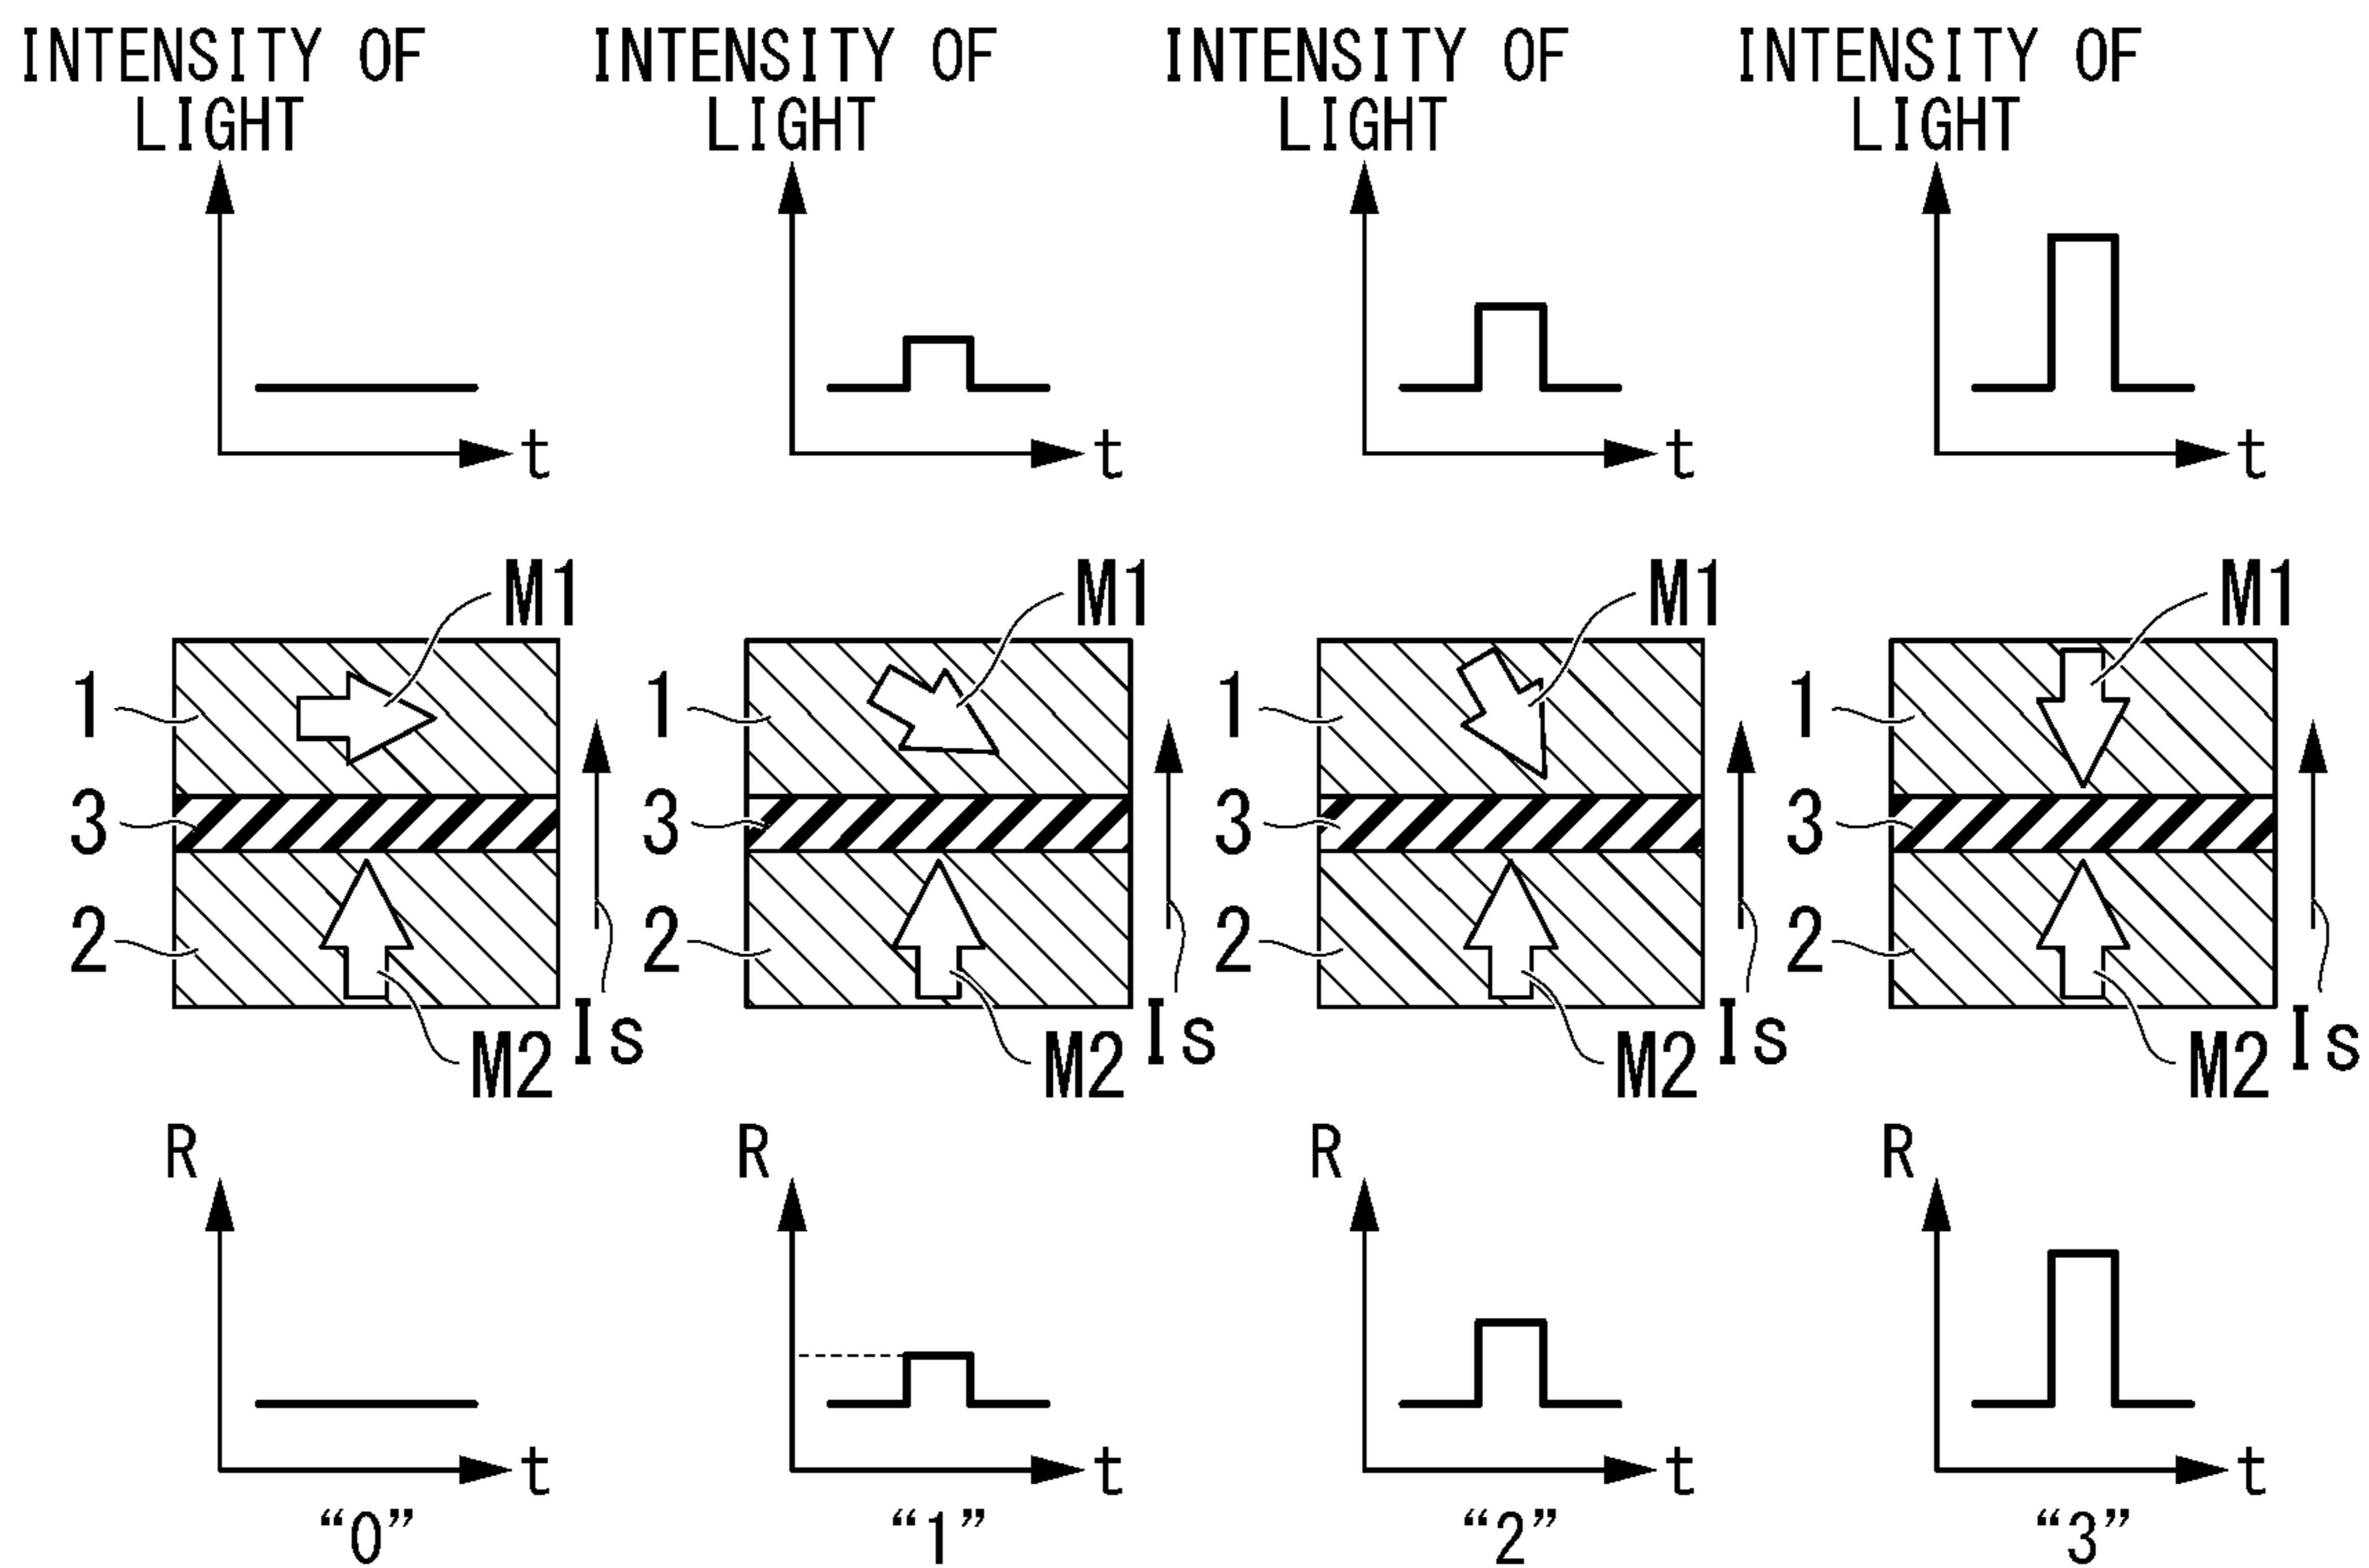 INTENSITY OF LIGHT
INTENSITY OF LIGHT
INTENSITY OF LIGHT
INTENSITY OF LIGHT
t
t
t
t
M1
M1
M1
M1
1
1
1
1
3
3
3
3
2
2
2
2
M2
Is
M2
Is
M2
Is
M2
Is
R
R
R
R
t
t
t
t
“0”
“1”
“2”
“3”